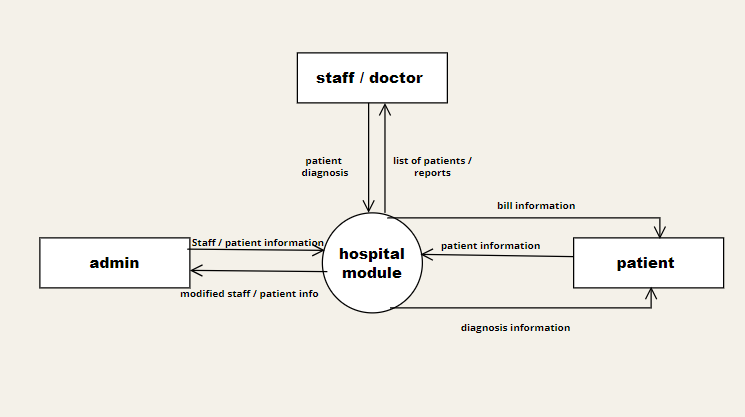 staff / doctor
patient
diagnosis
list of patients /
reports
bill information
Staff / patient information
patient information
admin
hospital
module
patient
modified staff / patient info
diagnosis information